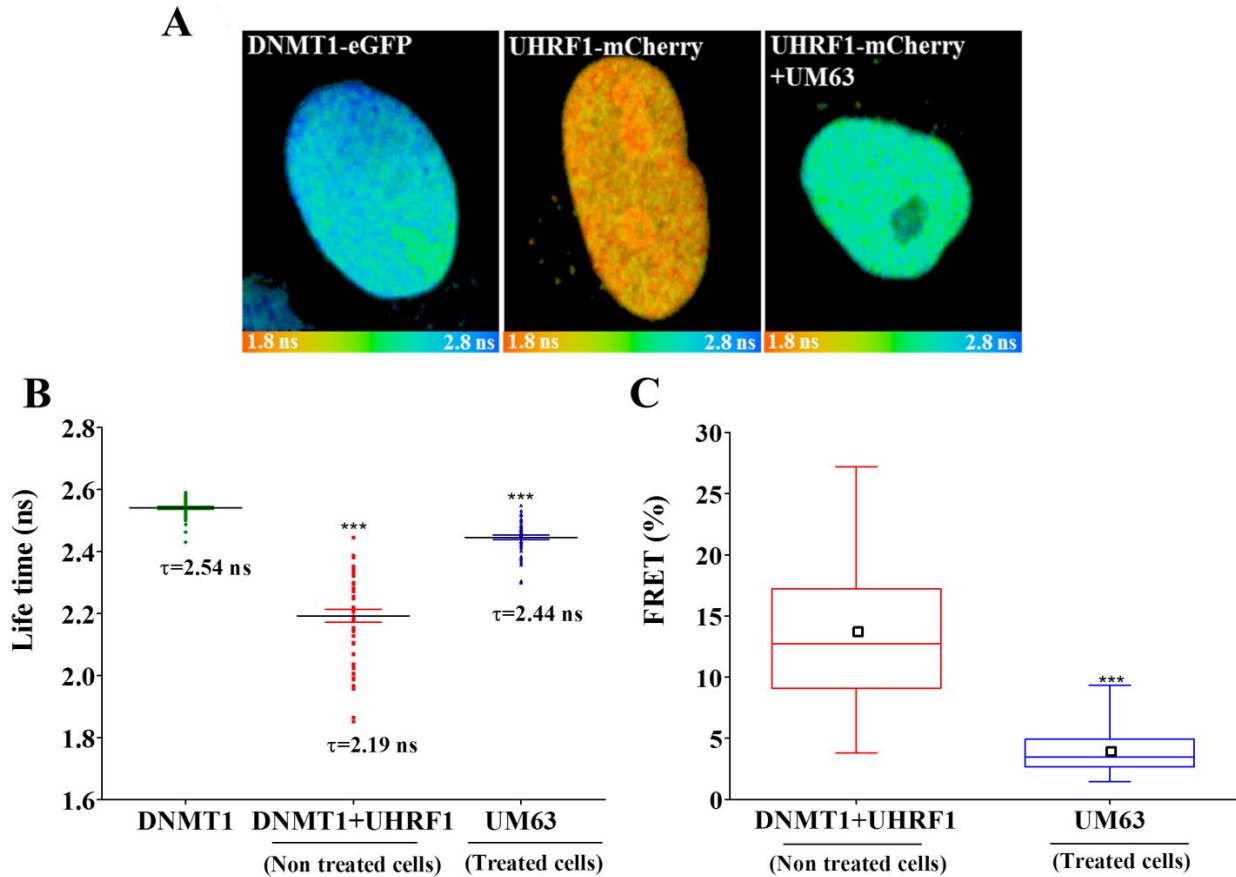 A
DNMT1-eGFP
UHRF1-mCherry
UHRF1-mCherry
+UM63
1.8 ns 2.8 ns
1.8 ns 2.8 ns
1.8 ns 2.8 ns
B
Life time (ns)
2.8
2.6
2.4
2.2
2.0
1.8
1.6
τ=2.54 ns
***
τ=2.19 ns
***
τ=2.44 ns
DNMT1
DNMT1+UHRF1
(Non treated cells)
UM63
(Treated cells)
C
FRET (%)
30
25
20
15
10
5
0
***
DNMT1+UHRF1
(Non treated cells)
UM63
(Treated cells)